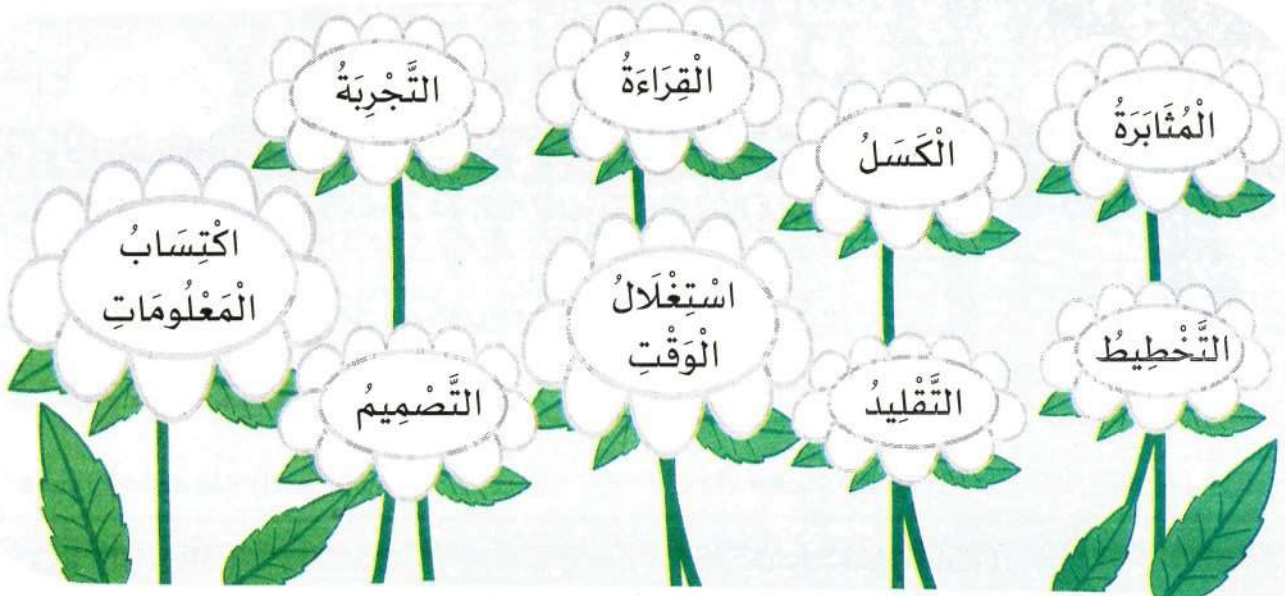 الْمُثَابَرَةُ
الْكَسَلُ
الْقِرَاءَةُ
التَّجْرِبَةُ
التَّخْطِيطُ
التَّقْلِيدُ
اسْتِغْلَالُ
الْوَقْتِ
التَّصْمِيمُ
اكْتِسَابُ
الْمَعْلُومَاتِ